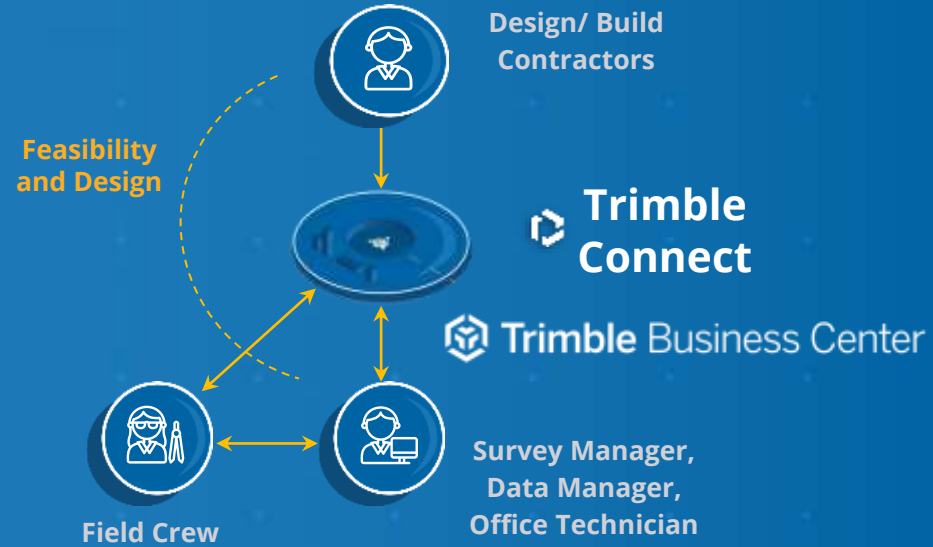 Design/ Build
Contractors
Feasibility
and Design
Trimble
Connect
Trimble Business Center
Survey Manager,
Data Manager,
Office Technician
Field Crew